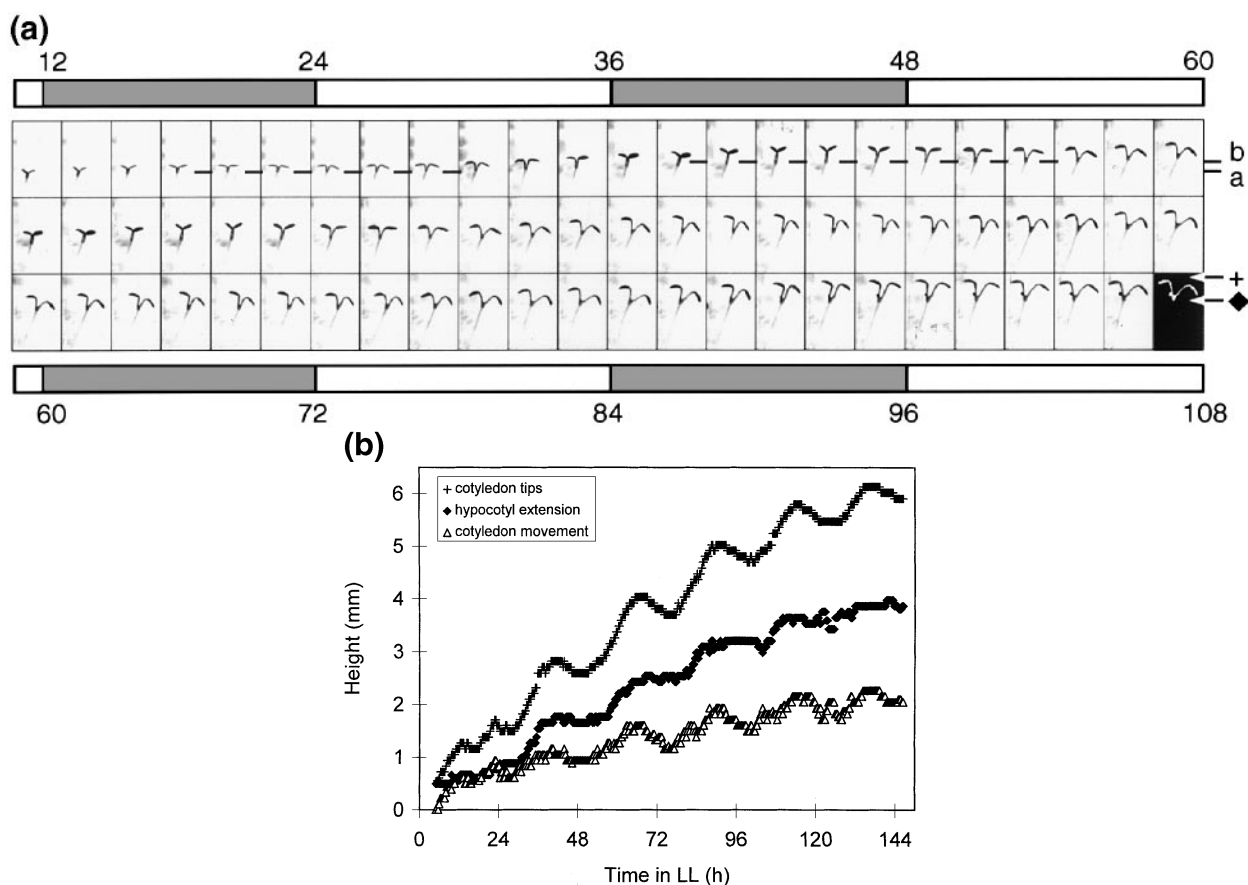 (a)
12 24 36 48 60
b
a
+
◆
60 72 84 96 108
(b)
+ cotyledon tips
◆ hypocotyl extension
△ cotyledon movement
6
5
4
3
2
1
0
Height (mm)
0 24 48 72 96 120 144
Time in LL (h)